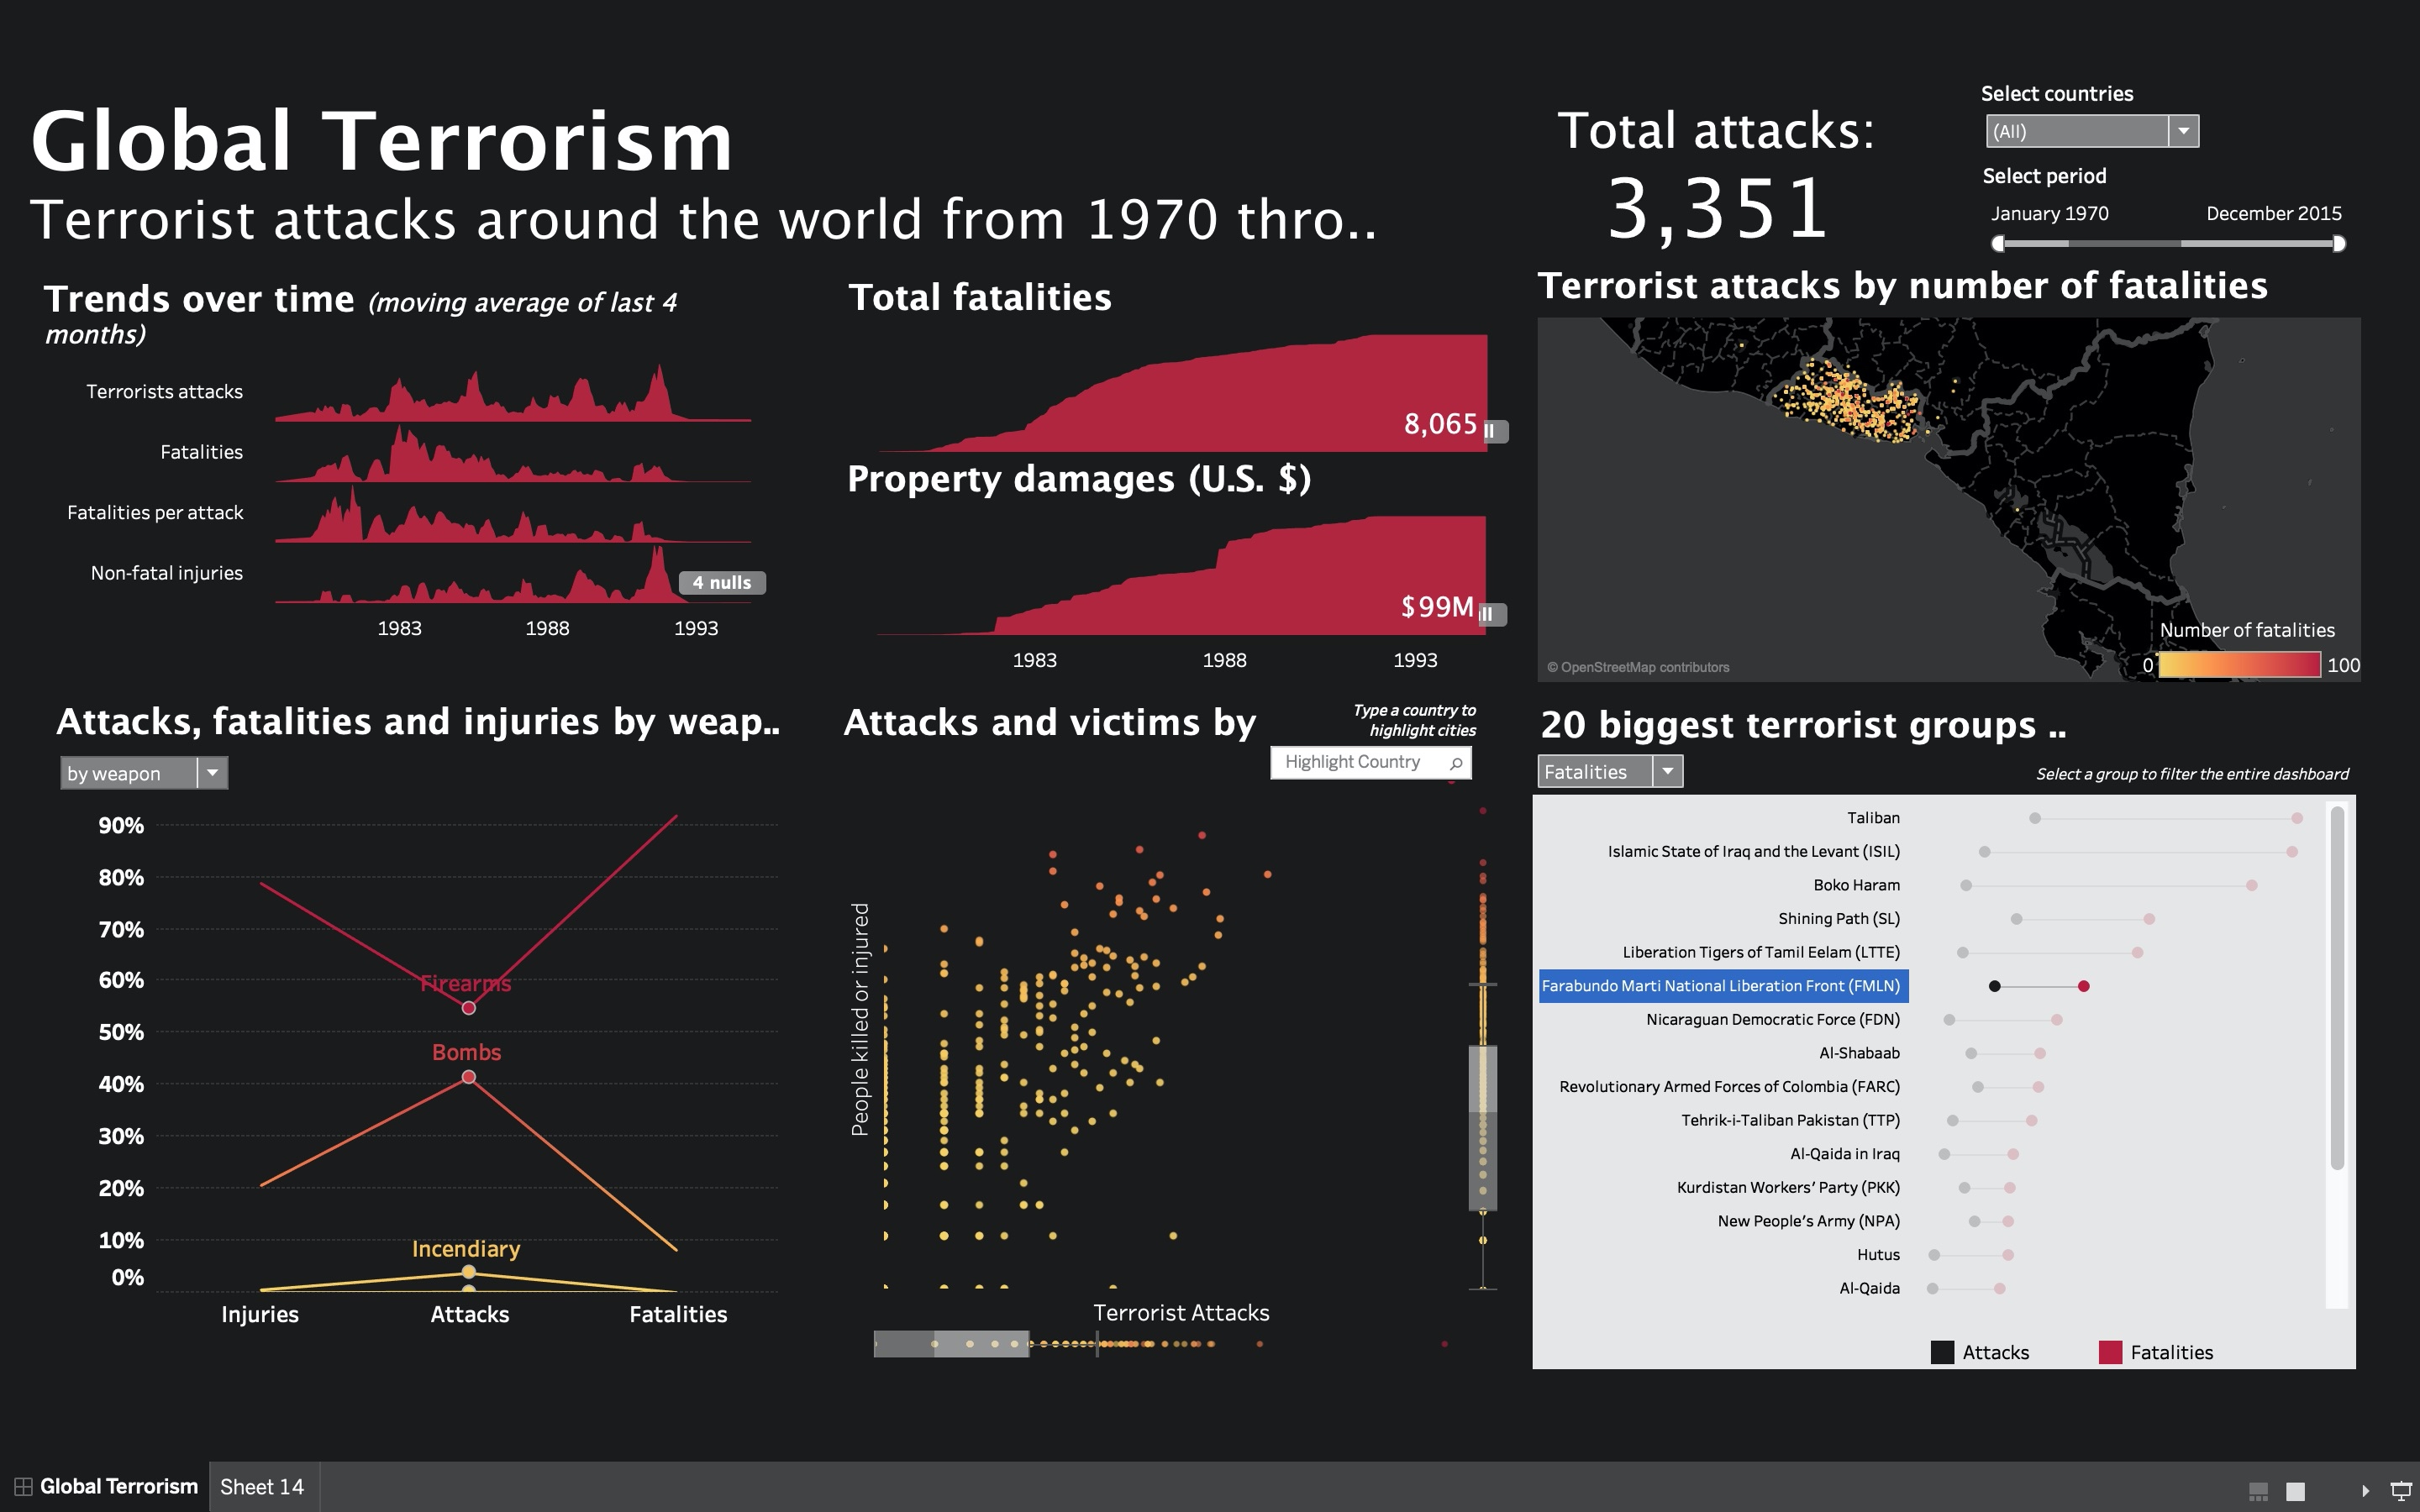 Global Terrorism
Terrorist attacks around the world from 1970 thro..
Total attacks:
3,351
Select countries
(All)
Select period
January 1970 December 2015
Trends over time (moving average of last 4
months)
Terrorists attacks
Fatalities
Fatalities per attack
Non-fatal injuries
4 nulls
1983 1988 1993
Total fatalities
8,065
Property damages (U.S. $)
$99M
1983 1988 1993
Terrorist attacks by number of fatalities
© OpenStreetMap contributors
Number of fatalities
0 100
Attacks, fatalities and injuries by weap..
by weapon
90%
80%
70%
60%
50%
40%
30%
20%
10%
0%
Firearms
Bombs
Incendiary
Injuries Attacks Fatalities
Attacks and victims by
Type a country to
highlight cities
Highlight Country
People killed or injured
Terrorist Attacks
20 biggest terrorist groups ..
Fatalities
Select a group to filter the entire dashboard
Taliban
Islamic State of Iraq and the Levant (ISIL)
Boko Haram
Shining Path (SL)
Liberation Tigers of Tamil Eelam (LTTE)
Farabundo Marti National Liberation Front (FMLN)
Nicaraguan Democratic Force (FDN)
Al-Shabaab
Revolutionary Armed Forces of Colombia (FARC)
Tehrik-i-Taliban Pakistan (TTP)
Al-Qaida in Iraq
Kurdistan Workers' Party (PKK)
New People's Army (NPA)
Hutus
Al-Qaida
Attacks Fatalities
Global Terrorism Sheet 14